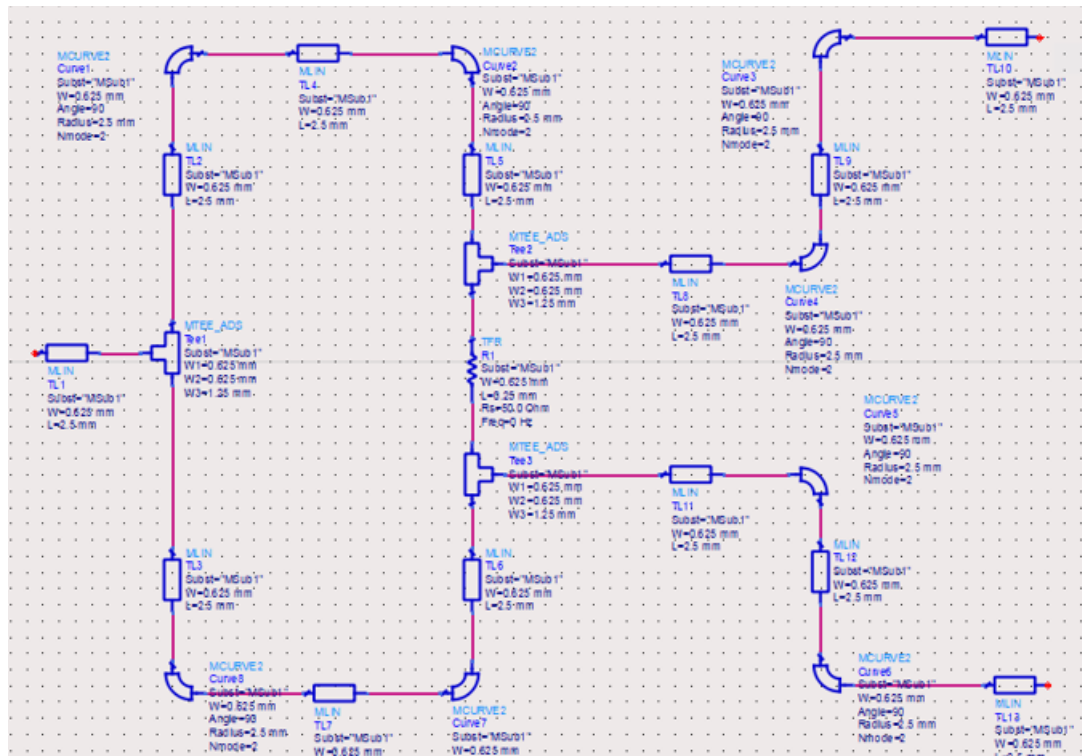 MCURVE2
Curve1
Subst="MSub1"
W=0.625 mm
Angle=90
Radius=2.5 mm
Nmode=2
MLIN
TL4
Subst="MSub1"
W=0.625 mm
L=2.5 mm
MCURVE2
Curve2
Subst="MSub1"
W=0.625 mm
Angle=90
Radius=2.5 mm
Nmode=2
MCURVE2
Curve3
Subst="MSub1"
W=0.625 mm
Angle=90
Radius=2.5 mm
Nmode=2
MLIN
TL10
Subst="MSub1"
W=0.625 mm
L=2.5 mm
MLIN
TL2
Subst="MSub1"
W=0.625 mm
L=2.5 mm
MLIN
TL5
Subst="MSub1"
W=0.625 mm
L=2.5 mm
MLIN
TL9
Subst="MSub1"
W=0.625 mm
L=2.5 mm
MTEE_ADS
Tee2
Subst="MSub1"
W1=0.625 mm
W2=0.625 mm
W3=1.25 mm
MLIN
TL8
Subst="MSub1"
W=0.625 mm
L=2.5 mm
MCURVE2
Curve4
Subst="MSub1"
W=0.625 mm
Angle=90
Radius=2.5 mm
Nmode=2
MLIN
TL1
Subst="MSub1"
W=0.625 mm
L=2.5 mm
MTEE_ADS
Tee1
Subst="MSub1"
W1=0.625 mm
W2=0.625 mm
W3=1.25 mm
TFR
R1
Subst="MSub1"
W=0.625 mm
L=6.25 mm
Rs=50.0 Ohm
Freq=0 Hz
MTEE_ADS
Tee3
Subst="MSub1"
W1=0.625 mm
W2=0.625 mm
W3=1.25 mm
MLIN
TL11
Subst="MSub1"
W=0.625 mm
L=2.5 mm
MCURVE2
Curve5
Subst="MSub1"
W=0.625 mm
Angle=90
Radius=2.5 mm
Nmode=2
MLIN
TL3
Subst="MSub1"
W=0.625 mm
L=2.5 mm
MLIN
TL6
Subst="MSub1"
W=0.625 mm
L=2.5 mm
MLIN
TL12
Subst="MSub1"
W=0.625 mm
L=2.5 mm
MCURVE2
Curve8
Subst="MSub1"
W=0.625 mm
Angle=90
Radius=2.5 mm
Nmode=2
MLIN
TL7
Subst="MSub1"
W=0.625 mm
MCURVE2
Curve7
Subst="MSub1"
W=0.625 mm
MCURVE2
Curve6
Subst="MSub1"
W=0.625 mm
Angle=90
Radius=2.5 mm
Nmode=2
MLIN
TL13
Subst="MSub1"
W=0.625 mm